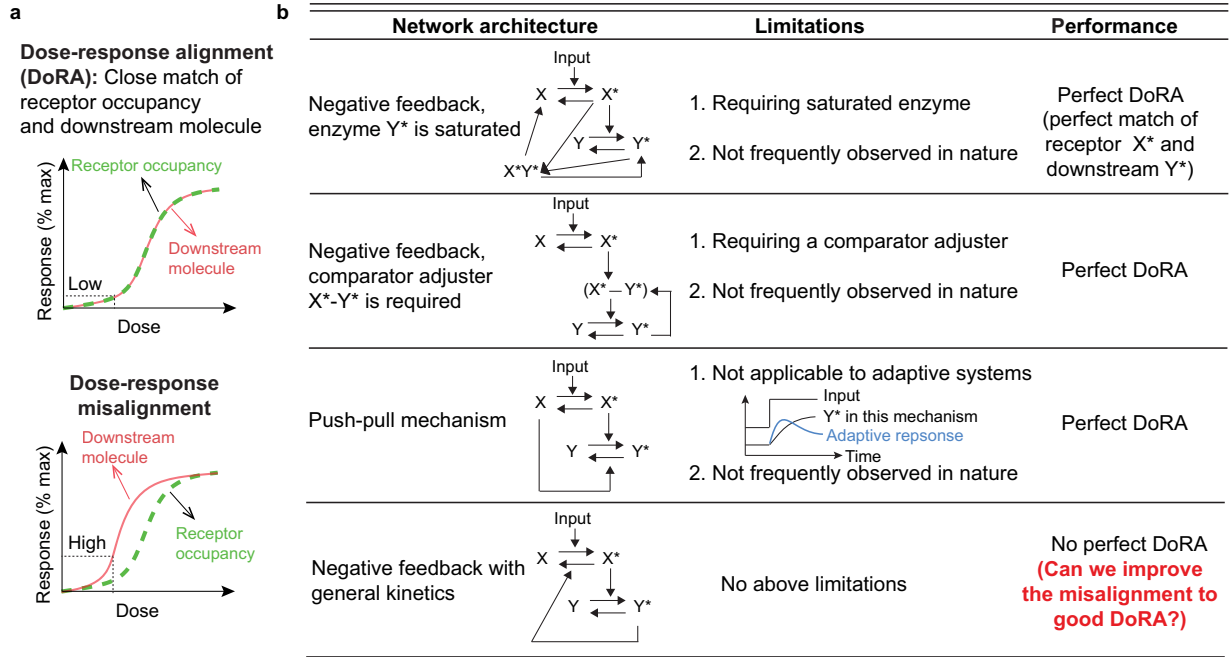 a
Dose-response alignment
(DoRA): Close match of
receptor occupancy
and downstream molecule
Response (% max)
Receptor occupancy
Downstream
molecule
Low
Dose
Dose-response
misalignment
Response (% max)
Downstream
molecule
High
Receptor
occupancy
Dose
b
Network architecture
Limitations
Performance
Negative feedback,
enzyme Y* is saturated
Input
X
X*
Y
Y*
X*Y*
1. Requiring saturated enzyme
2. Not frequently observed in nature
Perfect DoRA
(perfect match of
receptor X* and
downstream Y*)
Negative feedback,
comparator adjuster
X*-Y* is required
Input
X
X*
(X* – Y*)
Y
Y*
1. Requiring a comparator adjuster
2. Not frequently observed in nature
Perfect DoRA
Push-pull mechanism
Input
X
X*
Y
Y*
1. Not applicable to adaptive systems
Input
Y* in this mechanism
Adaptive repsonse
Time
2. Not frequently observed in nature
Perfect DoRA
Negative feedback with
general kinetics
Input
X
X*
Y
Y*
No above limitations
No perfect DoRA
(Can we improve
the misalignment to
good DoRA?)